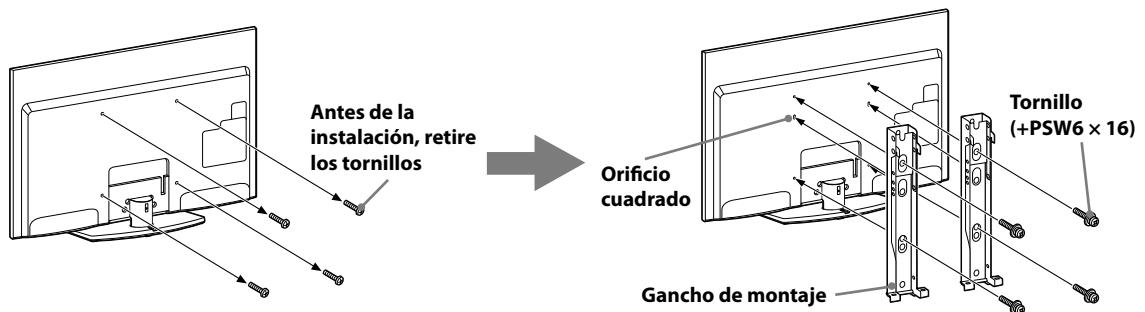 Antes de la
instalación, retire
los tornillos
Orificio
cuadrado
Tornillo
(+PSW6 × 16)
Gancho de montaje